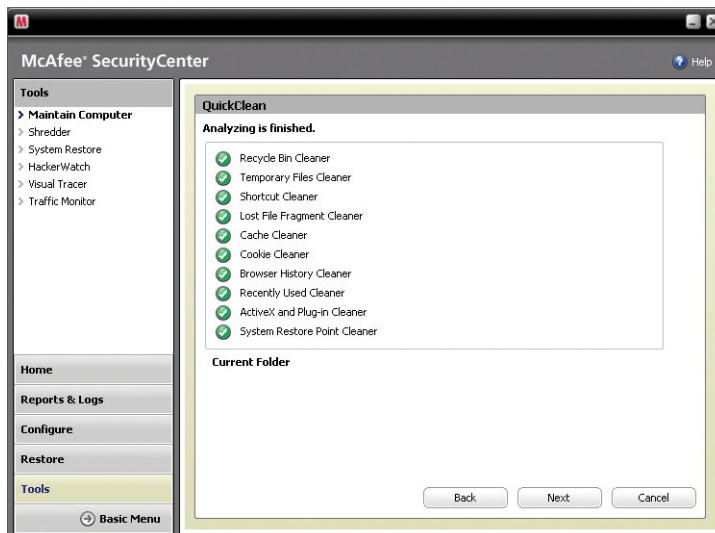 McAfee® SecurityCenter
Help
Tools
Maintain Computer
Shredder
System Restore
HackerWatch
Visual Tracer
Traffic Monitor
Home
Reports & Logs
Configure
Restore
Tools
Basic Menu
QuickClean
Analyzing is finished.
Recycle Bin Cleaner
Temporary Files Cleaner
Shortcut Cleaner
Lost File Fragment Cleaner
Cache Cleaner
Cookie Cleaner
Browser History Cleaner
Recently Used Cleaner
ActiveX and Plug-in Cleaner
System Restore Point Cleaner
Current Folder
Back
Next
Cancel